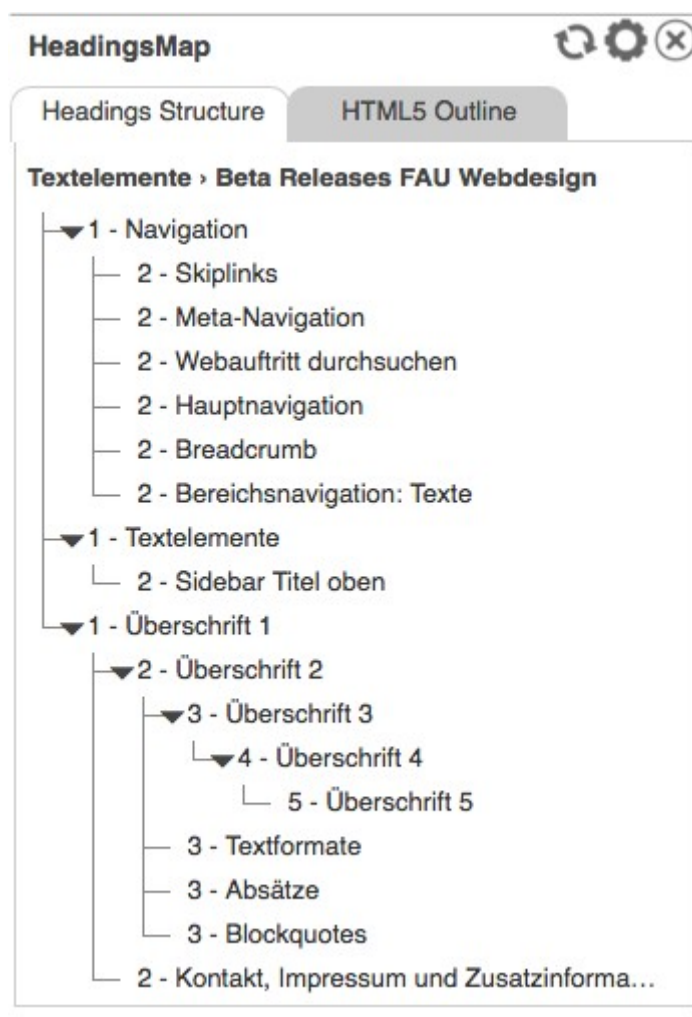 HeadingsMap
Headings Structure
HTML5 Outline
Textelemente › Beta Releases FAU Webdesign
1 - Navigation
2 - Skiplinks
2 - Meta-Navigation
2 - Webauftritt durchsuchen
2 - Hauptnavigation
2 - Breadcrumb
2 - Bereichsnavigation: Texte
1 - Textelemente
2 - Sidebar Titel oben
1 - Überschrift 1
2 - Überschrift 2
3 - Überschrift 3
4 - Überschrift 4
5 - Überschrift 5
3 - Textformate
3 - Absätze
3 - Blockquotes
2 - Kontakt, Impressum und Zusatzinforma…